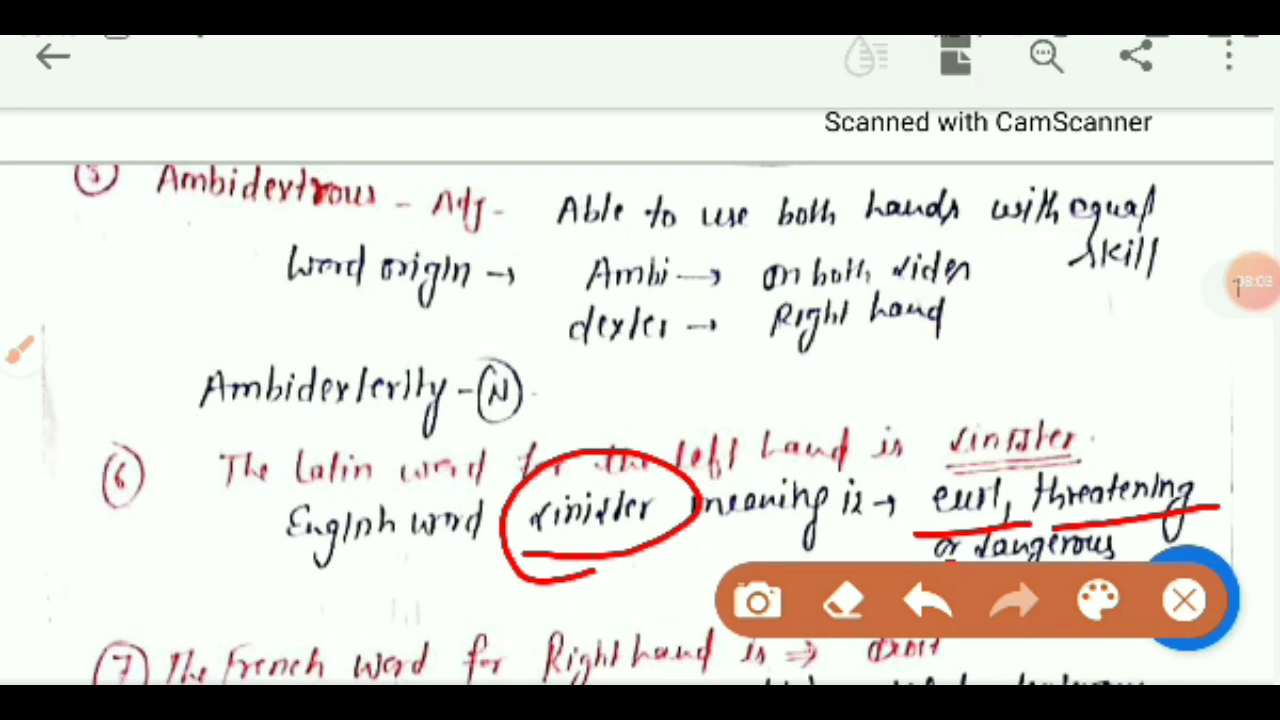 Scanned with CamScanner
5 Ambidextrous - Adj- Able to use both hands with equal skill
Word origin → Ambi → on both sides
dexter → Right hand
Ambidexterity - N
6 The Latin word for the left hand is sinister.
English word sinister meaning is → evil, threatening
or dangerous
7 The French word for Right hand is ⇒
08:03